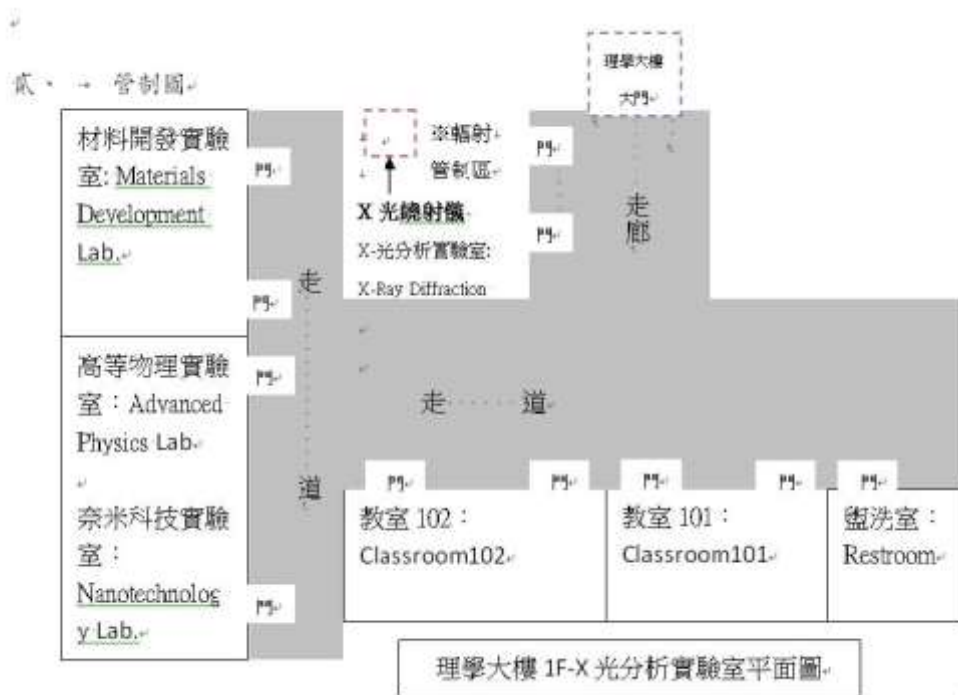 貳、 → 管制圖
理學大樓
大門
材料開發實驗
室: Materials
Development
Lab.
門
門
※輻射
管制區
X 光繞射儀
X-光分析實驗室:
X-Ray Diffraction
門
門
走廊
走
道
高等物理實驗
室：Advanced
Physics Lab
奈米科技實驗
室：
Nanotechnolog
y Lab.
門
門
走······道
門
門
門
門
門
教室 102：
Classroom102
教室 101：
Classroom101
盥洗室：
Restroom
理學大樓 1F-X 光分析實驗室平面圖